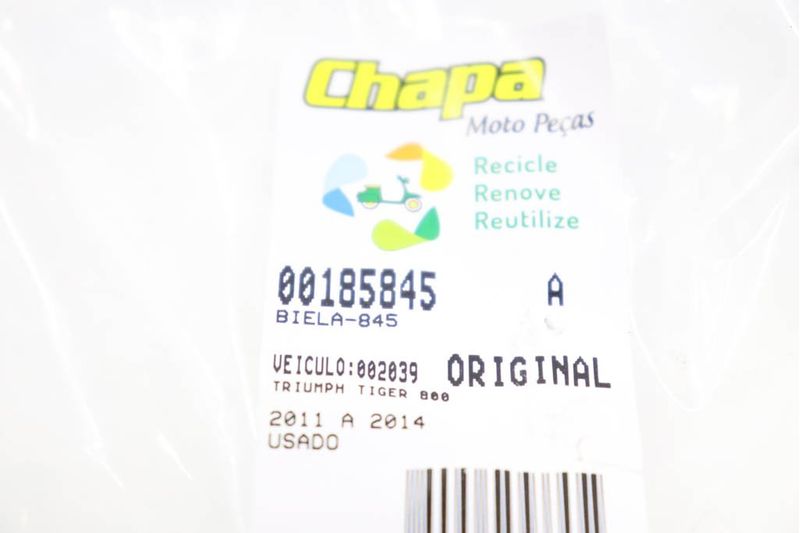 Chapa
Moto Peças
Recicle
Renove
Reutilize
00185845 A
BIELA-845
VEICULO:002039 ORIGINAL
TRIUMPH TIGER 800
2011 A 2014
USADO